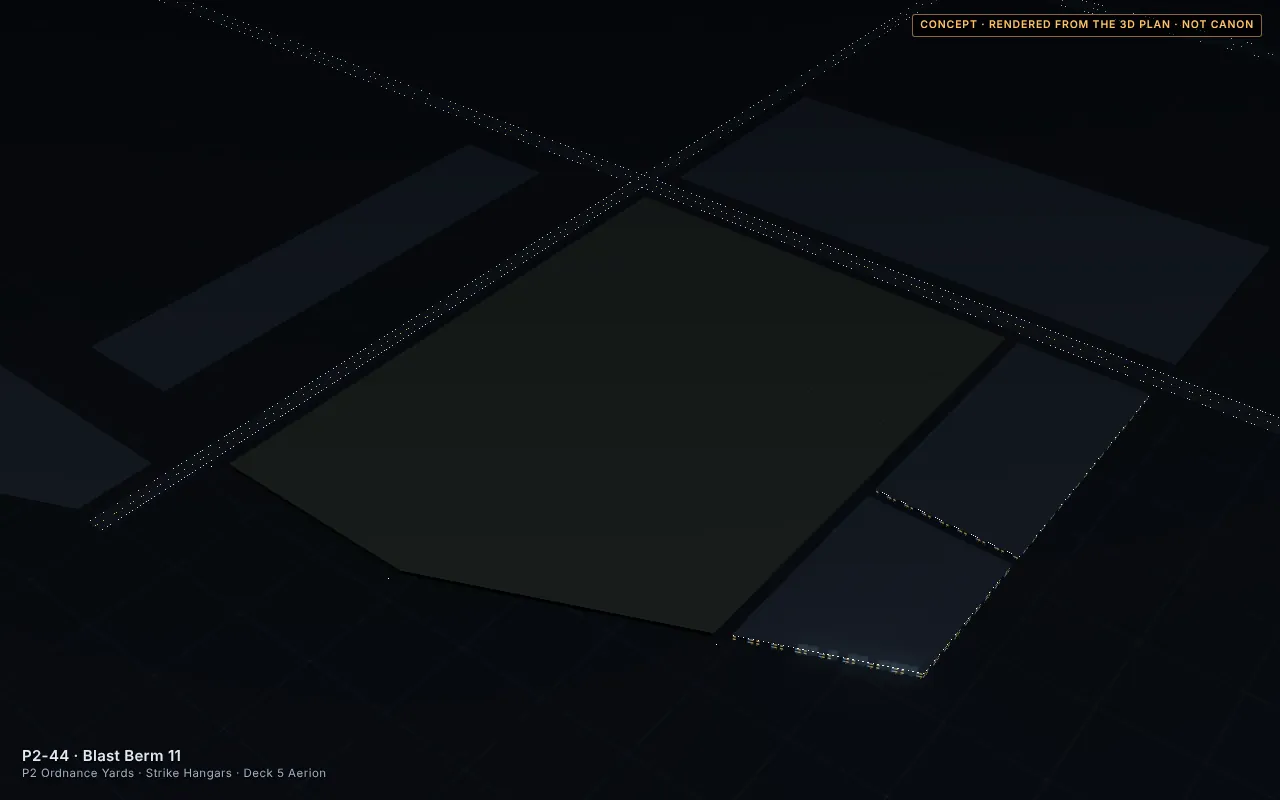 CONCEPT · RENDERED FROM THE 3D PLAN · NOT CANON
P2-44 · Blast Berm 11
P2 Ordnance Yards · Strike Hangars · Deck 5 Aerion